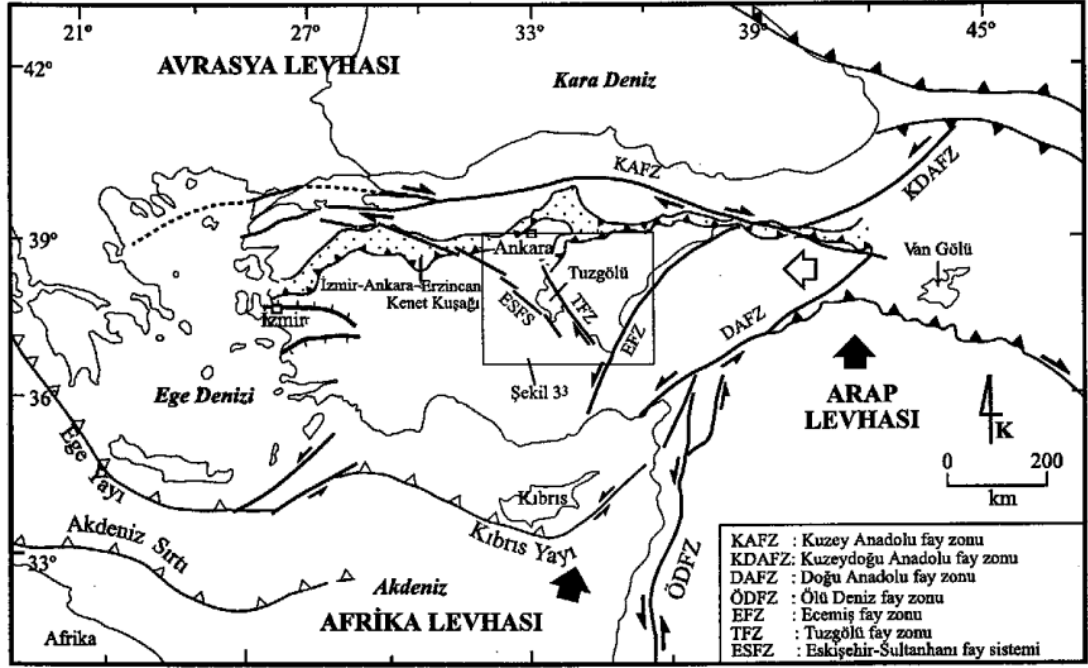 21° 27° 33° 39° 45°
42°
39°
36°
33°
AVRASYA LEVHASI
Kara Deniz
KAFZ
KDAFZ
Ankara
Van Gölü
Tuzgölü
İzmir-Ankara-Erzincan
Kenet Kuşağı
İzmir
ESFS
TFZ
EFZ
DAFZ
Şekil 33
Ege Denizi
ARAP
LEVHASI
K
0 200
km
Ege Yayı
Kıbrıs
Akdeniz Sırtı
Kıbrıs Yayı
ÖDFZ
Akdeniz
AFRİKA LEVHASI
Afrika
KAFZ : Kuzey Anadolu fay zonu
KDAFZ: Kuzeydoğu Anadolu fay zonu
DAFZ : Doğu Anadolu fay zonu
ÖDFZ : Ölü Deniz fay zonu
EFZ : Ecemiş fay zonu
TFZ : Tuzgölü fay zonu
ESFZ : Eskişehir-Sultanhanı fay sistemi